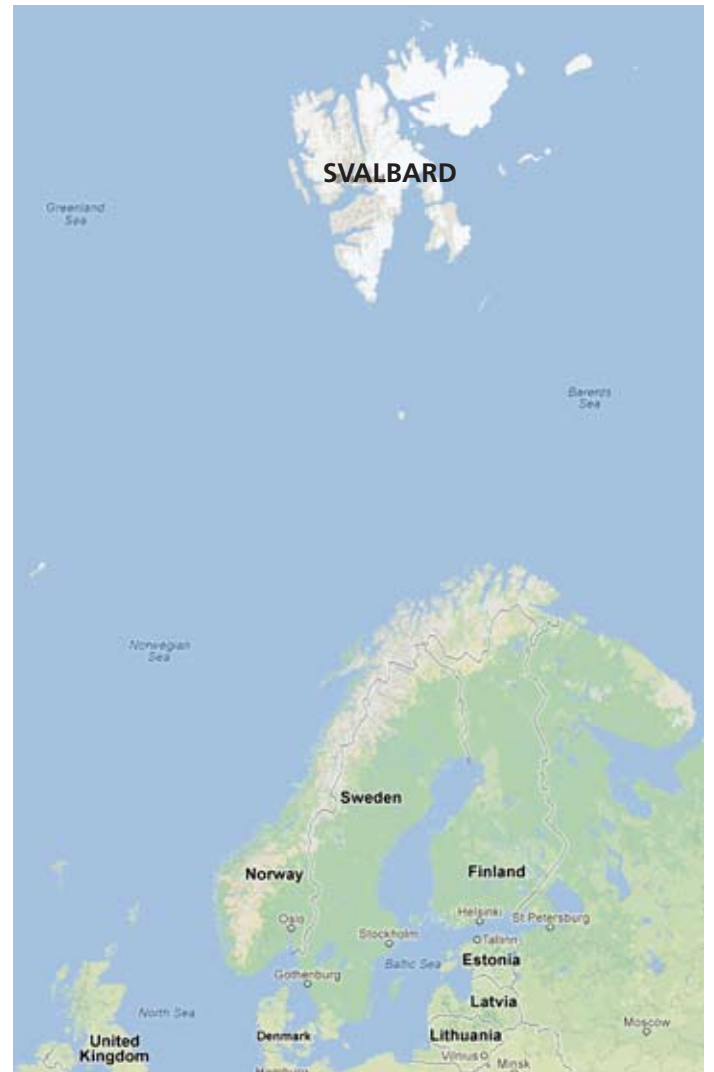 SVALBARD
Greenland
Sea
Barents
Sea
Norwegian
Sea
Sweden
Norway
Finland
Oslo
Helsinki
St Petersburg
Stockholm
Tallinn
Baltic Sea
Estonia
Gothenburg
Latvia
North Sea
Moscow
Denmark
Lithuania
United
Kingdom
Vilnius
Minsk
Hamburg